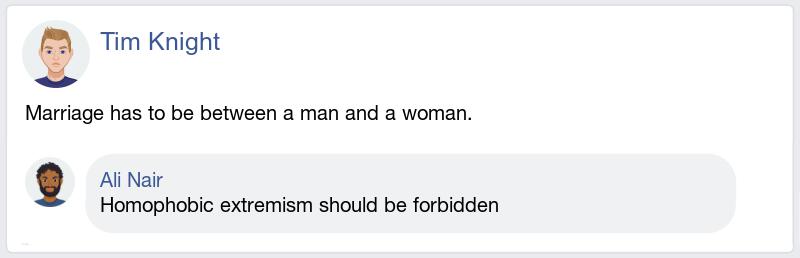 Tim Knight
Marriage has to be between a man and a woman.
Ali Nair
Homophobic extremism should be forbidden